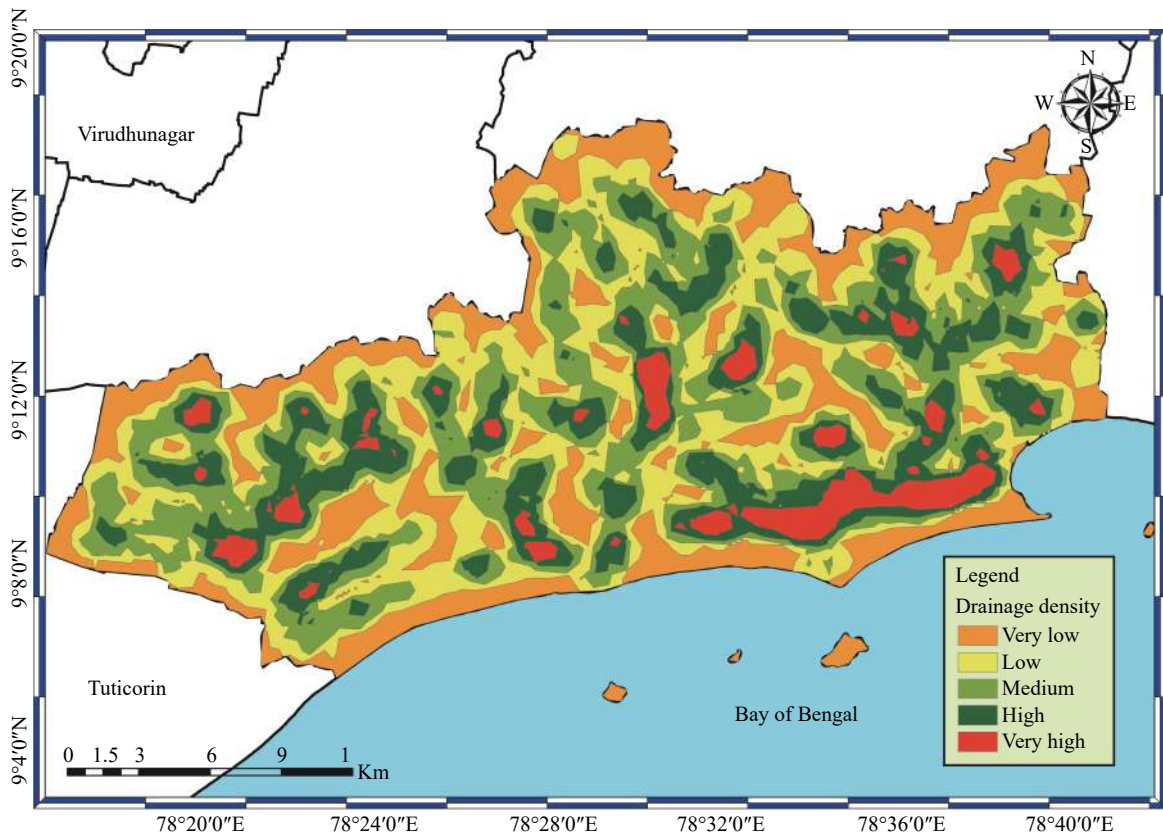 9°20′0″N
9°16′0″N
9°12′0″N
9°8′0″N
9°4′0″N
Virudhunagar
N
W
E
S
Legend
Drainage density
Very low
Low
Medium
High
Very high
Tuticorin
Bay of Bengal
0 1.5 3 6 9 1
Km
78°20′0″E 78°24′0″E 78°28′0″E 78°32′0″E 78°36′0″E 78°40′0″E